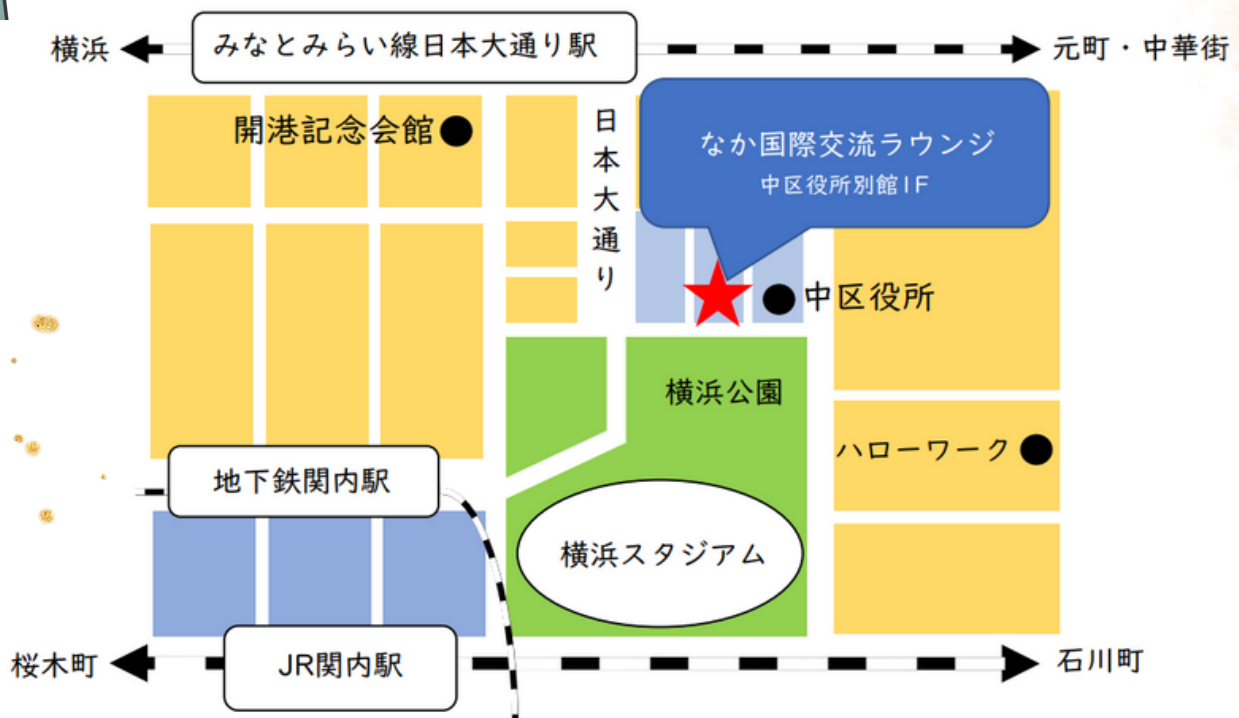 横浜
みなとみらい線日本大通り駅
元町・中華街
開港記念会館
日本大通り
なか国際交流ラウンジ
中区役所別館1F
中区役所
横浜公園
ハローワーク
地下鉄関内駅
横浜スタジアム
桜木町
JR関内駅
石川町